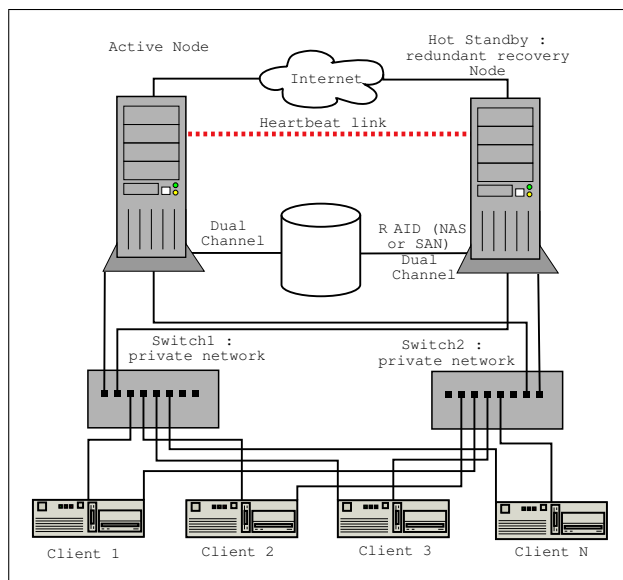 Active Node
Hot Standby :
redundant recovery
Node
Internet
Heartbeat link
Dual
Channel
R AID (NAS
or SAN)
Dual
Channel
Switch1 :
private network
Switch2 :
private network
Client 1
Client 2
Client 3
Client N